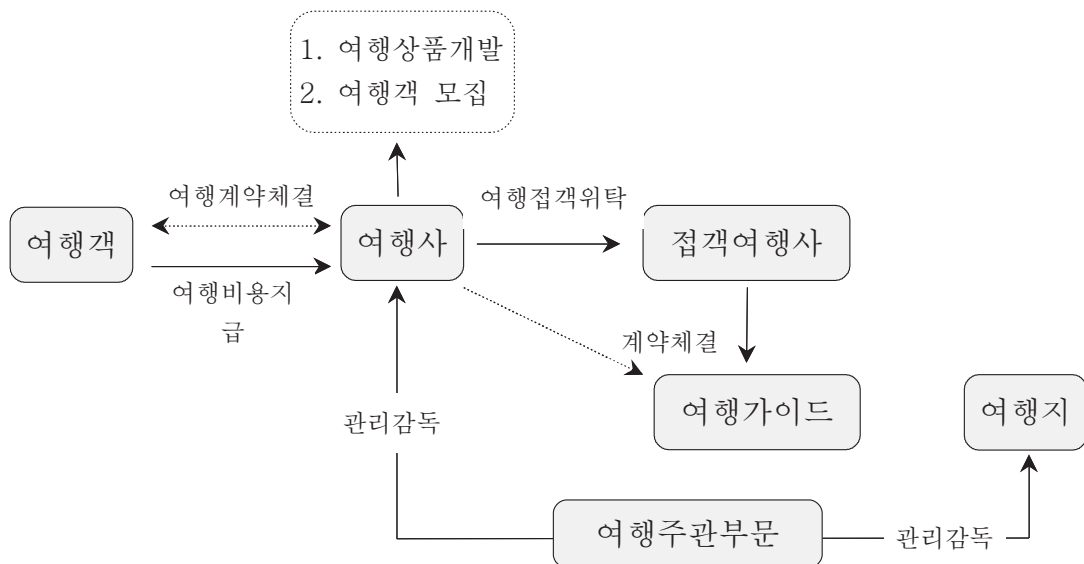 1. 여행상품개발
2. 여행객 모집
여행계약체결
여행접객위탁
여행객
여행사
접객여행사
여행비용지
급
계약체결
여행가이드
여행지
관리감독
여행주관부문
관리감독